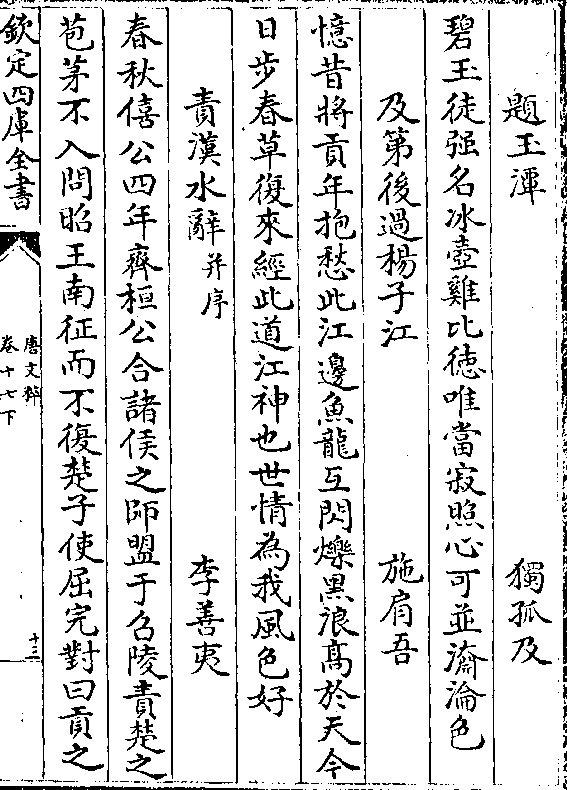 題玉潭　獨孤及
碧玉徒强名冰壺難比德唯當寂照心可並奫淪色
及第後過楊子江　施肩吾
憶昔將貢年抱愁此江邊魚龍互閃爍黒浪髙於天今
日步春草復來經此道江神也世情為我風色好
責漢水辭并序　李善夷
春秋僖公四年齊桓公合諸侯之師盟于召陵責楚之
苞茅不入問昭王南征而不復楚子使屈完對曰貢之
欽定四庫全書
唐文粹
卷十七下
十三